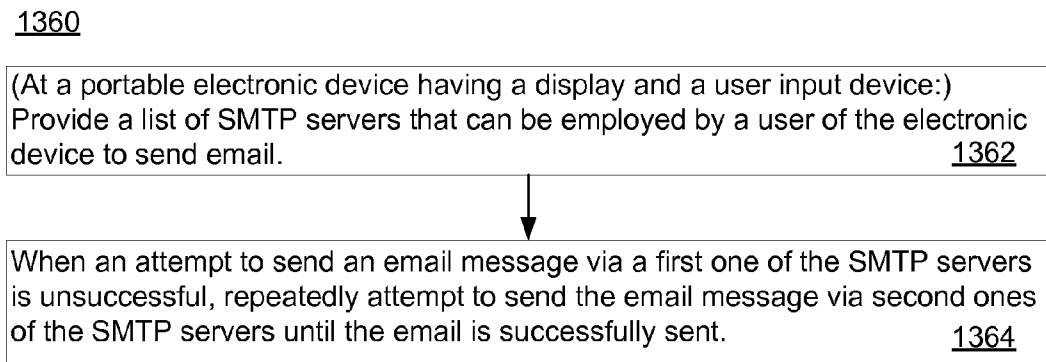 1360
(At a portable electronic device having a display and a user input device:)
Provide a list of SMTP servers that can be employed by a user of the electronic
device to send email. 1362
When an attempt to send an email message via a first one of the SMTP servers
is unsuccessful, repeatedly attempt to send the email message via second ones
of the SMTP servers until the email is successfully sent. 1364